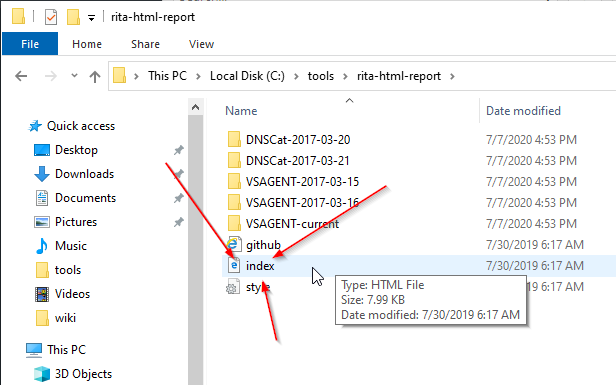 rita-html-report
File
Home
Share
View
This PC
Local Disk (C:)
tools
rita-html-report
Name
Date modified
Quick access
Desktop
Downloads
Documents
Pictures
Music
tools
Videos
wiki
This PC
3D Objects
DNSCat-2017-03-20 7/7/2020 4:53 PM
DNSCat-2017-03-21 7/7/2020 4:53 PM
VSAGENT-2017-03-15 7/7/2020 4:53 PM
VSAGENT-2017-03-16 7/7/2020 4:53 PM
VSAGENT-current 7/7/2020 4:53 PM
github 7/30/2019 6:17 AM
index 7/30/2019 6:17 AM
style 6:17 AM
Type: HTML File
Size: 7.99 KB
Date modified: 7/30/2019 6:17 AM